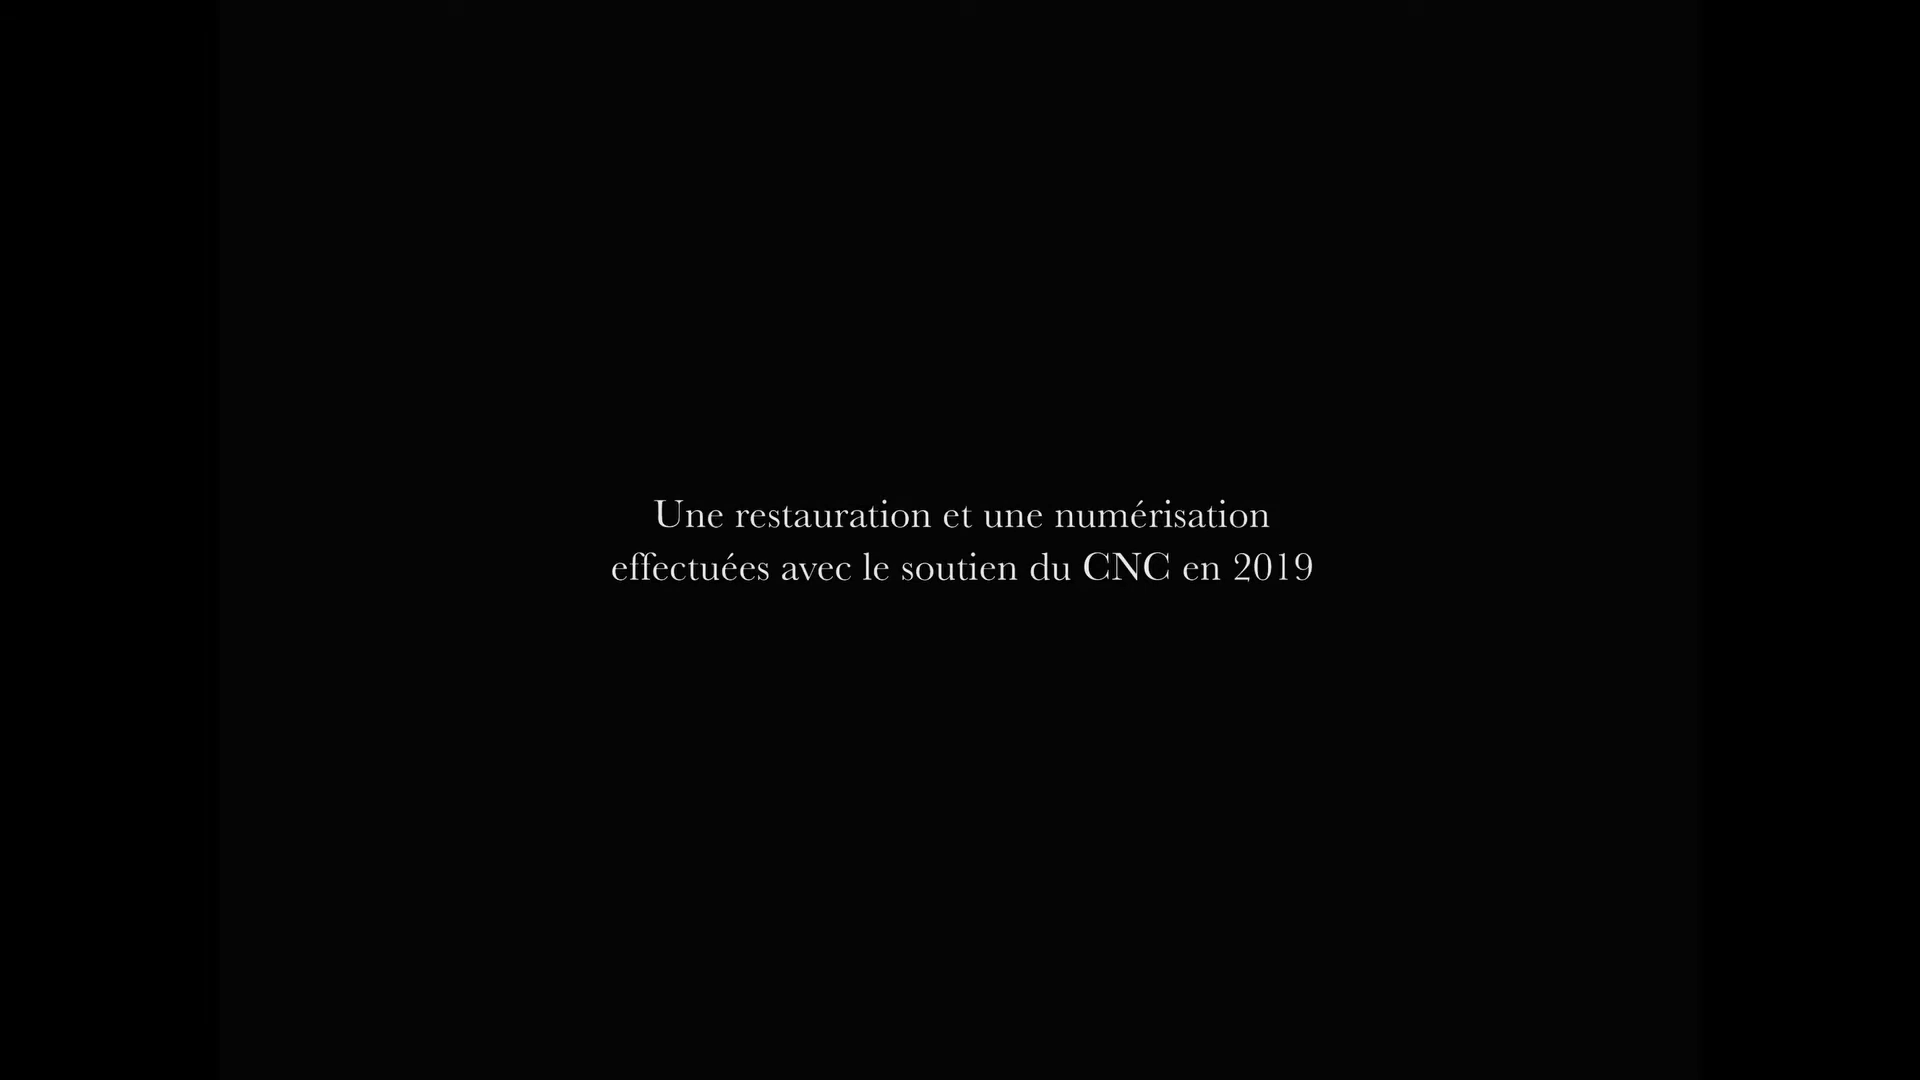 Une restauration et une numérisation
effectuées avec le soutien du CNC en 2019